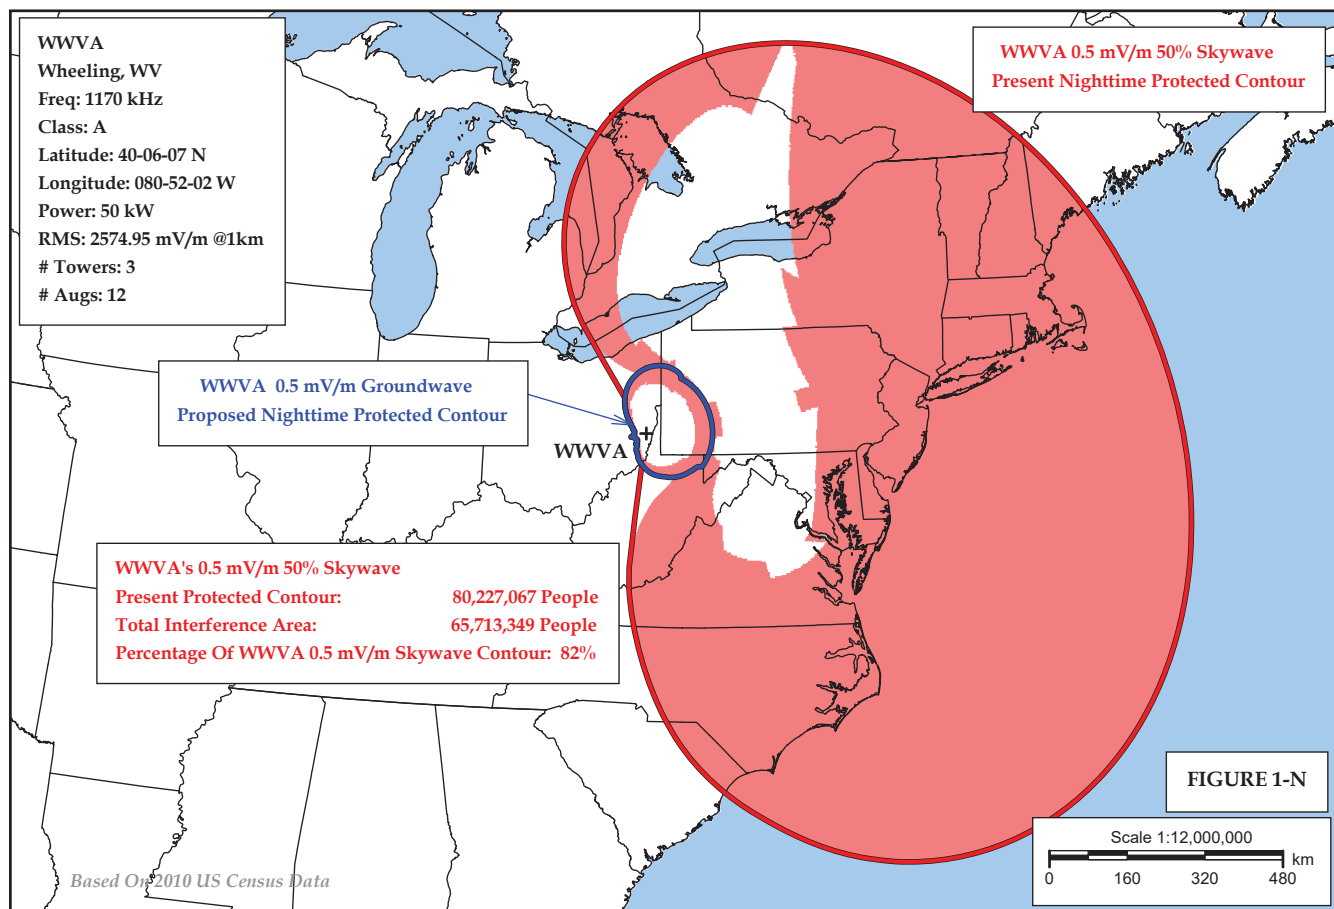 WWVA
Wheeling, WV
Freq: 1170 kHz
Class: A
Latitude: 40-06-07 N
Longitude: 080-52-02 W
Power: 50 kW
RMS: 2574.95 mV/m @1km
# Towers: 3
# Augs: 12
WWVA 0.5 mV/m 50% Skywave
Present Nighttime Protected Contour
WWVA 0.5 mV/m Groundwave
Proposed Nighttime Protected Contour
WWVA
WWVA's 0.5 mV/m 50% Skywave
Present Protected Contour: 80,227,067 People
Total Interference Area: 65,713,349 People
Percentage Of WWVA 0.5 mV/m Skywave Contour: 82%
FIGURE 1-N
Scale 1:12,000,000
km
0 160 320 480
Based On 2010 US Census Data